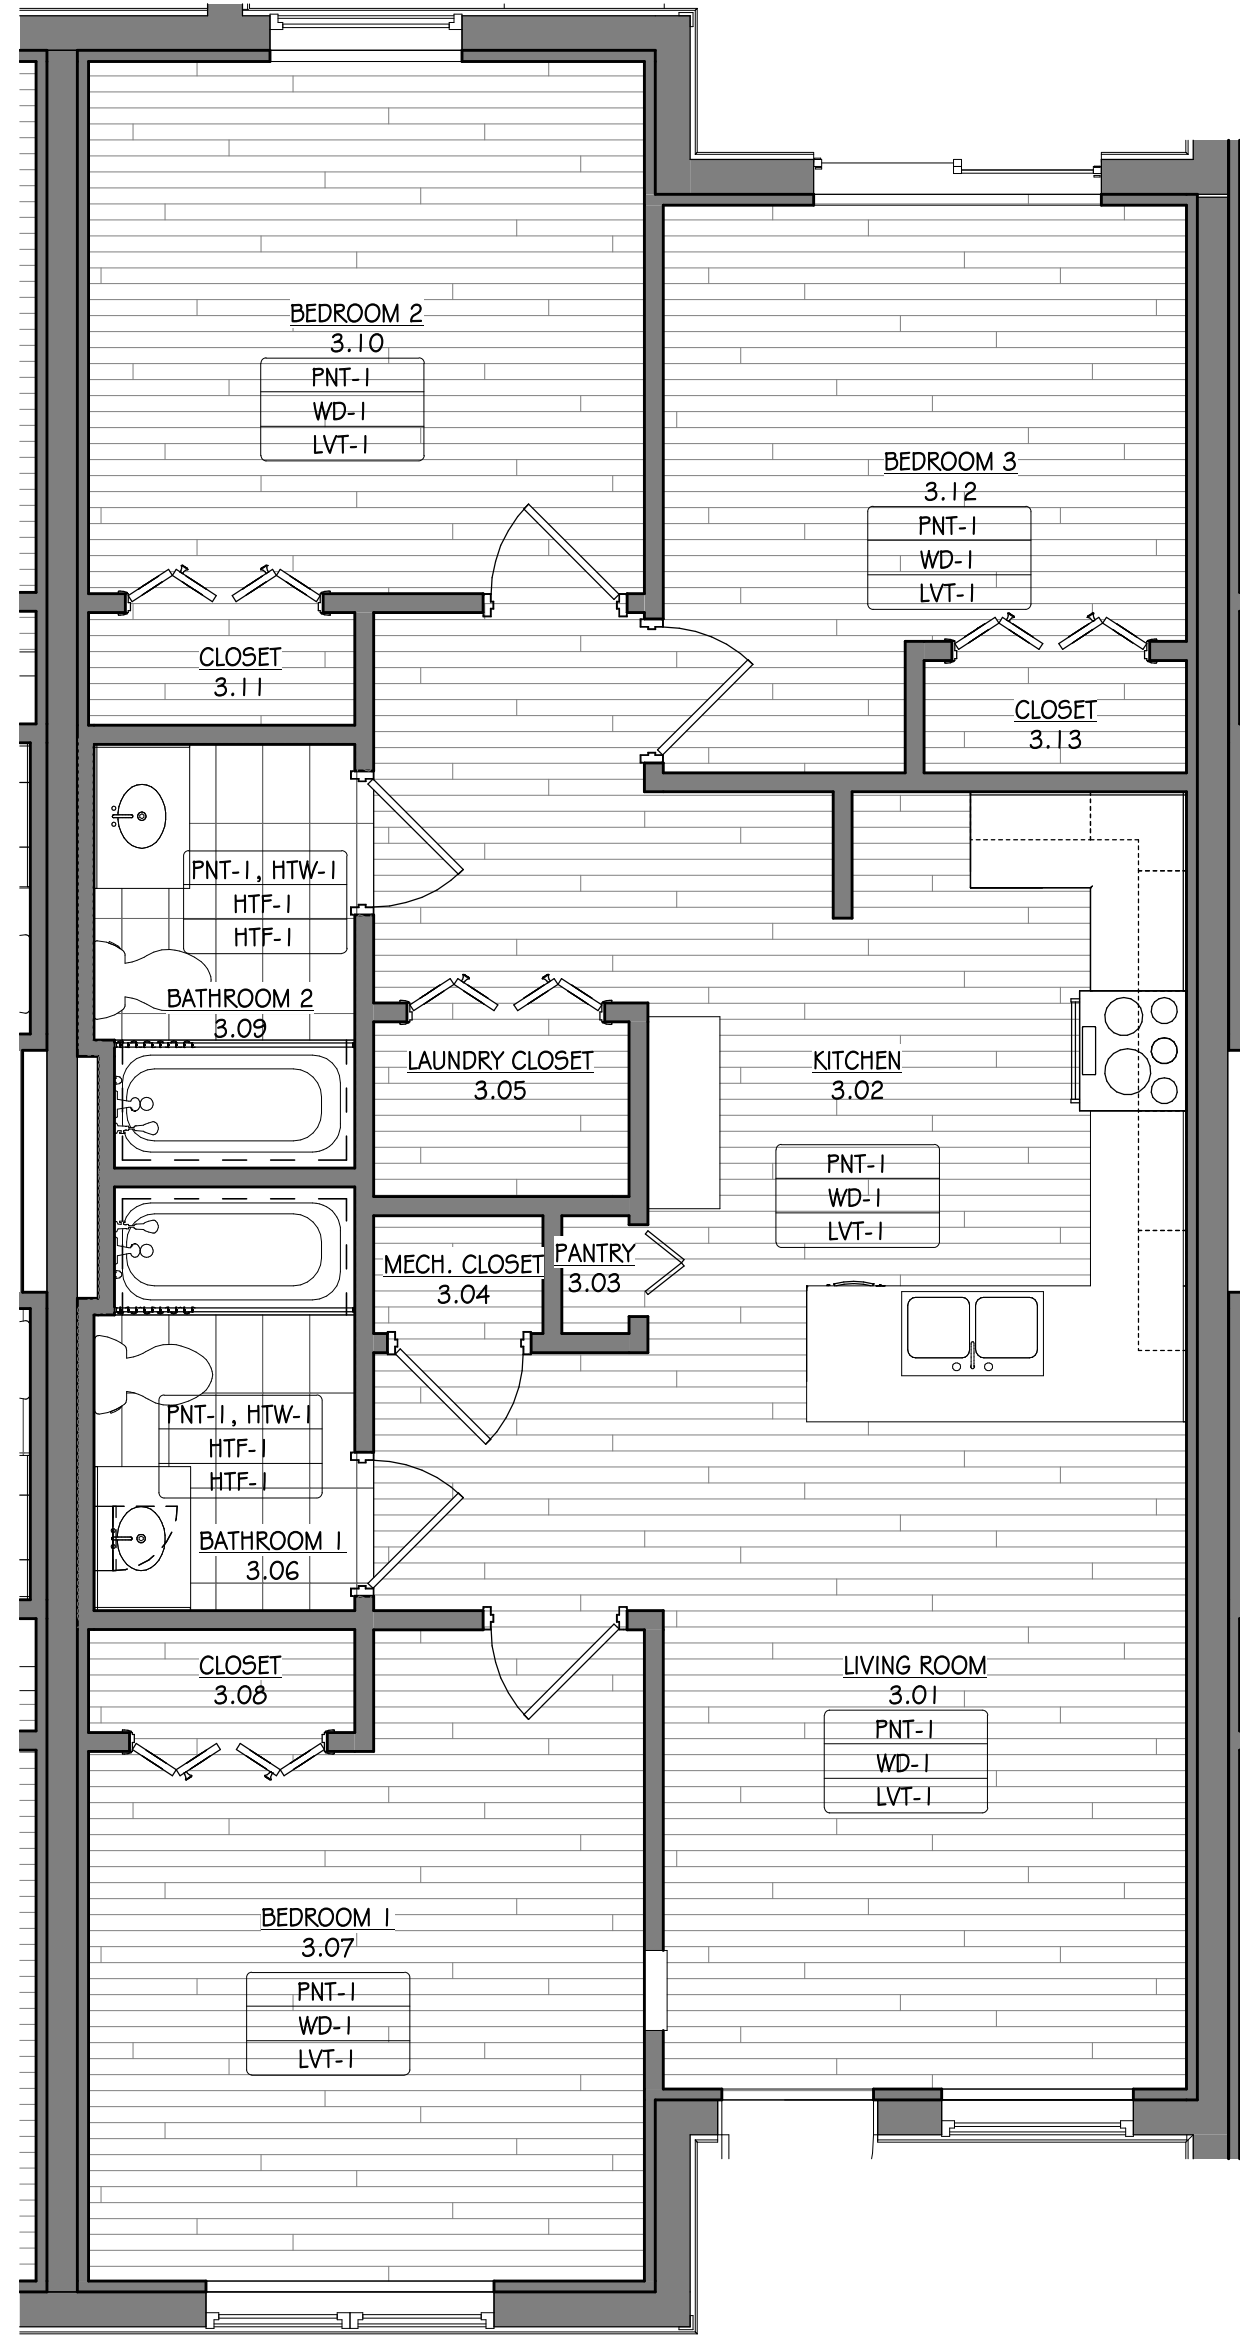 BEDROOM 2
3.10
PNT-1
WD-1
LVT-1
BEDROOM 3
3.12
PNT-1
WD-1
LVT-1
CLOSET
3.11
CLOSET
3.13
PNT-1, HTW-1
HTF-1
HTF-1
BATHROOM 2
3.09
LAUNDRY CLOSET
3.05
KITCHEN
3.02
PNT-1
WD-1
LVT-1
MECH. CLOSET
3.04
PANTRY
3.03
PNT-1, HTW-1
HTF-1
HTF-1
BATHROOM 1
3.06
CLOSET
3.08
LIVING ROOM
3.01
PNT-1
WD-1
LVT-1
BEDROOM 1
3.07
PNT-1
WD-1
LVT-1